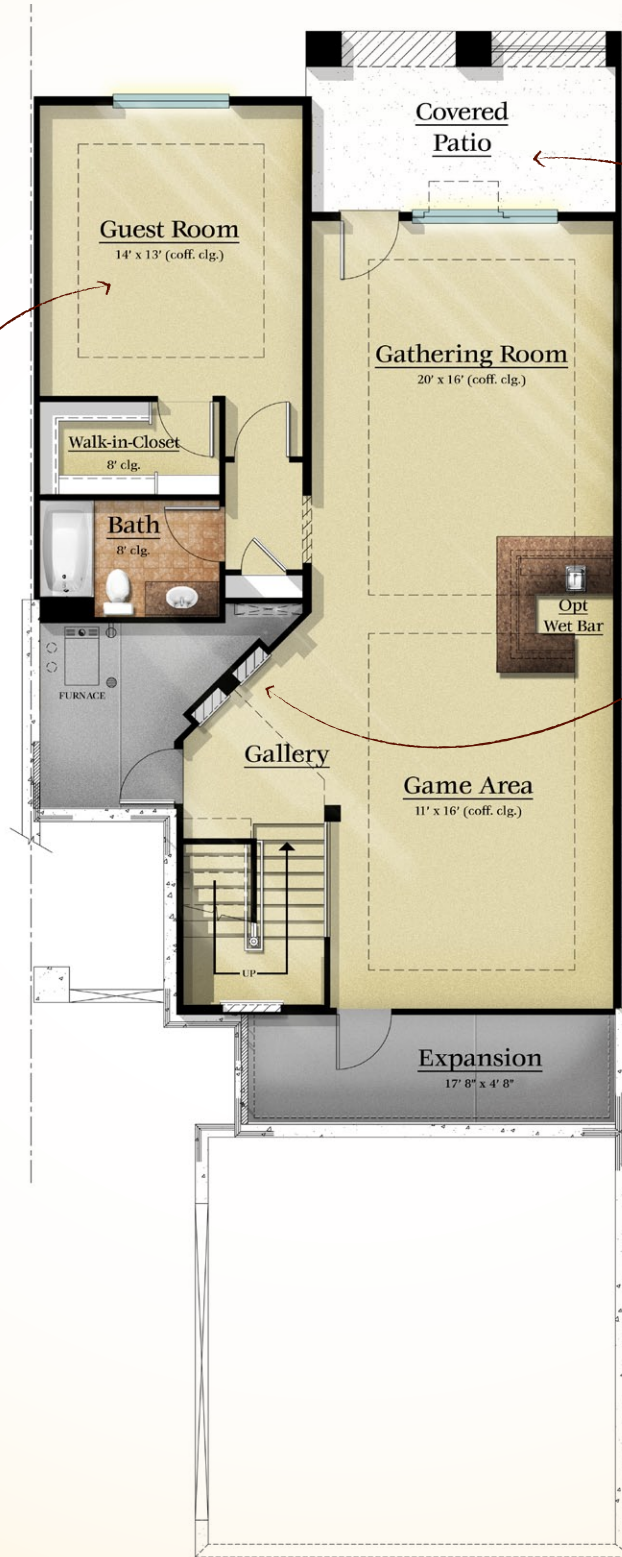 Covered
Patio
Guest Room
14' x 13' (coff. clg.)
Gathering Room
20' x 16' (coff. clg.)
Walk-in-Closet
8' clg.
Bath
8' clg.
Opt
Wet Bar
FURNACE
Gallery
Game Area
11' x 16' (coff. clg.)
UP
Expansion
17' 8" x 4' 8"